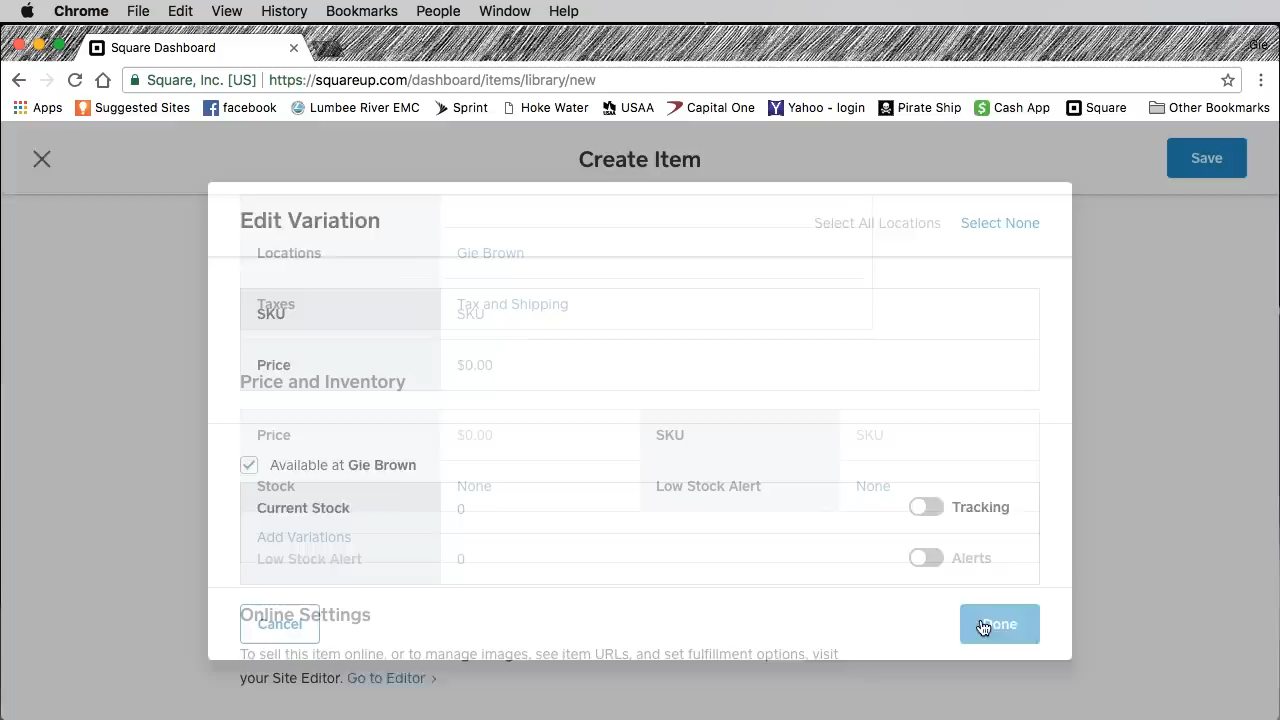 Chrome File Edit View History Bookmarks People Window Help
Square Dashboard
Gie
Square, Inc. [US] https://squareup.com/dashboard/items/library/new
Apps Suggested Sites facebook Lumbee River EMC Sprint Hoke Water USAA Capital One Yahoo - login Pirate Ship Cash App Square Other Bookmarks
Create Item
Save
Edit Variation
Select All Locations Select None
Locations Gie Brown
Taxes Tax and Shipping
SKU SKU
Price $0.00
Price and Inventory
Price $0.00 SKU SKU
Available at Gie Brown
Stock None Low Stock Alert None
Current Stock 0 Tracking
Add Variations
Low Stock Alert 0 Alerts
Online Settings
Cancel Done
To sell this item online, or to manage images, see item URLs, and set fulfillment options, visit
your Site Editor. Go to Editor >